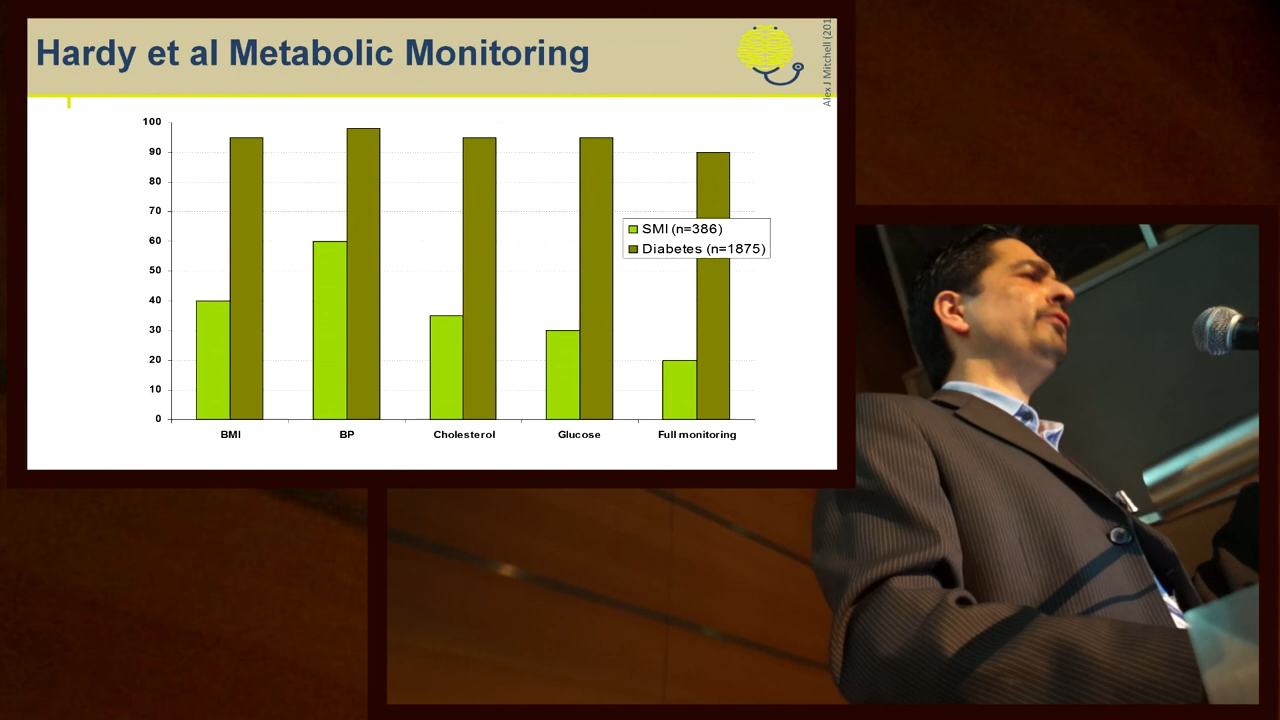 Hardy et al Metabolic Monitoring
Alex J Mitchell (201
100
90
80
70
60
50
40
30
20
10
0
SMI (n=386)
Diabetes (n=1875)
BMI
BP
Cholesterol
Glucose
Full monitoring